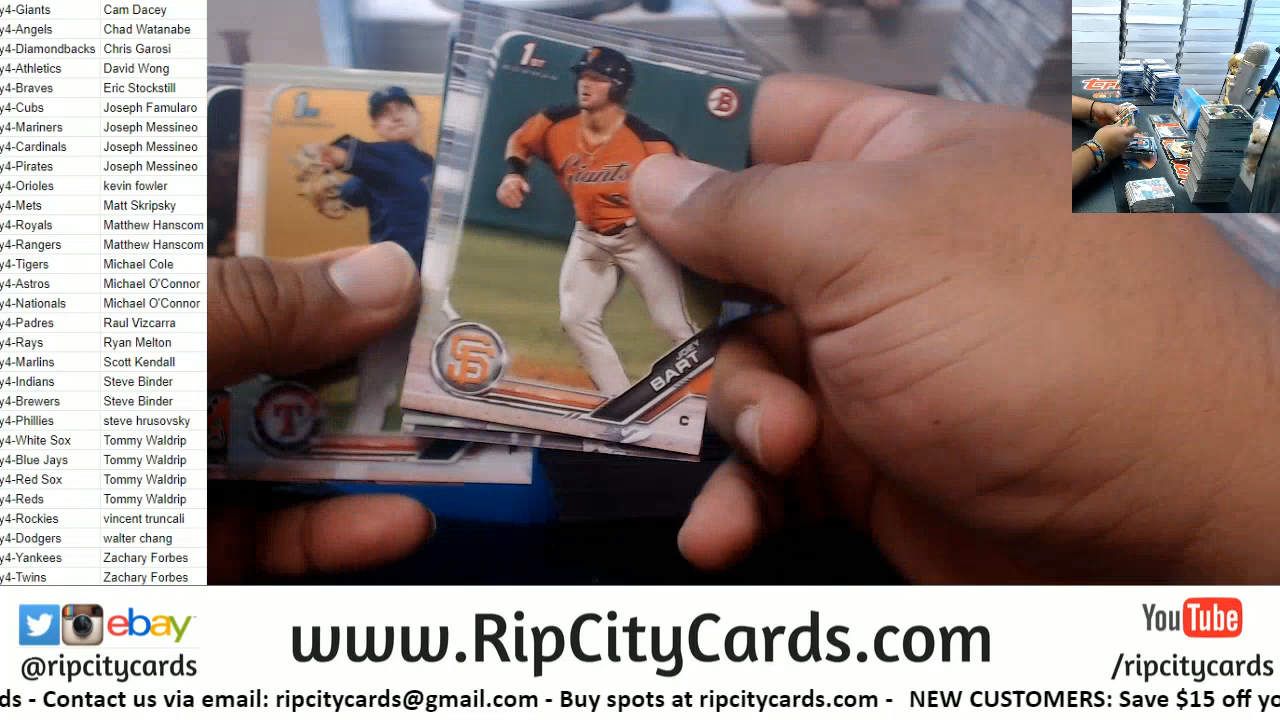 y4-Giants Cam Dacey
y4-Angels Chad Watanabe
y4-Diamondbacks Chris Garosi
y4-Athletics David Wong
y4-Braves Eric Stockstill
y4-Cubs Joseph Famularo
y4-Mariners Joseph Messineo
y4-Cardinals Joseph Messineo
y4-Pirates Joseph Messineo
y4-Orioles kevin fowler
y4-Mets Matt Skripsky
y4-Royals Matthew Hanscom
y4-Rangers Matthew Hanscom
y4-Tigers Michael Cole
y4-Astros Michael O'Connor
y4-Nationals Michael O'Connor
y4-Padres Raul Vizcarra
y4-Rays Ryan Melton
y4-Marlins Scott Kendall
y4-Indians Steve Binder
y4-Brewers Steve Binder
y4-Phillies steve hrusovsky
y4-White Sox Tommy Waldrip
y4-Blue Jays Tommy Waldrip
y4-Red Sox Tommy Waldrip
y4-Reds Tommy Waldrip
y4-Rockies vincent truncali
y4-Dodgers walter chang
y4-Yankees Zachary Forbes
y4-Twins Zachary Forbes
1ST
BOWMAN
B
Giants
SF
JOEY
BART
C
T
ebay
@ripcitycards
www.RipCityCards.com
YouTube
/ripcitycards
ds - Contact us via email: ripcitycards@gmail.com - Buy spots at ripcitycards.com - NEW CUSTOMERS: Save $15 off yo